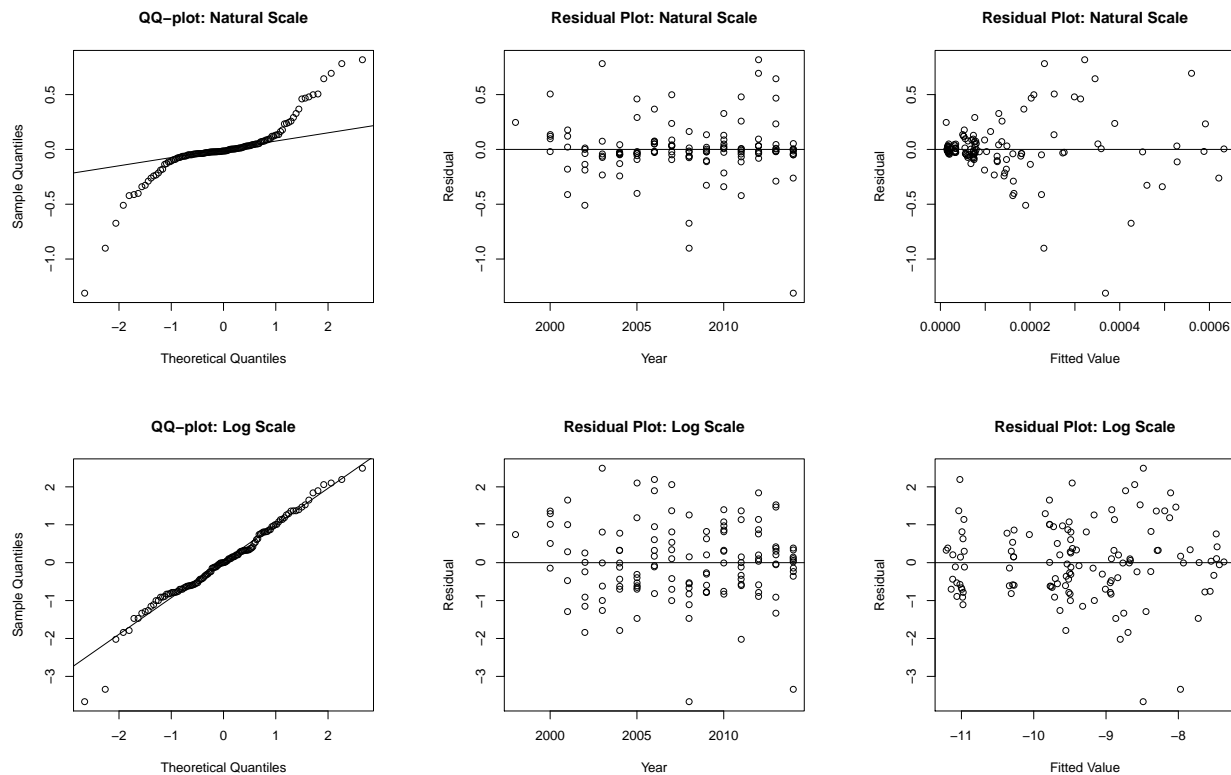 QQ−plot: Natural Scale
Sample Quantiles
0.5
0.0
−0.5
−1.0
−2 −1 0 1 2
Theoretical Quantiles
Residual Plot: Natural Scale
Residual
0.5
0.0
−0.5
−1.0
2000 2005 2010
Year
Residual Plot: Natural Scale
Residual
0.5
0.0
−0.5
−1.0
0.0000 0.0002 0.0004 0.0006
Fitted Value
QQ−plot: Log Scale
Sample Quantiles
2
1
0
−1
−2
−3
−2 −1 0 1 2
Theoretical Quantiles
Residual Plot: Log Scale
Residual
2
1
0
−1
−2
−3
2000 2005 2010
Year
Residual Plot: Log Scale
Residual
2
1
0
−1
−2
−3
−11 −10 −9 −8
Fitted Value